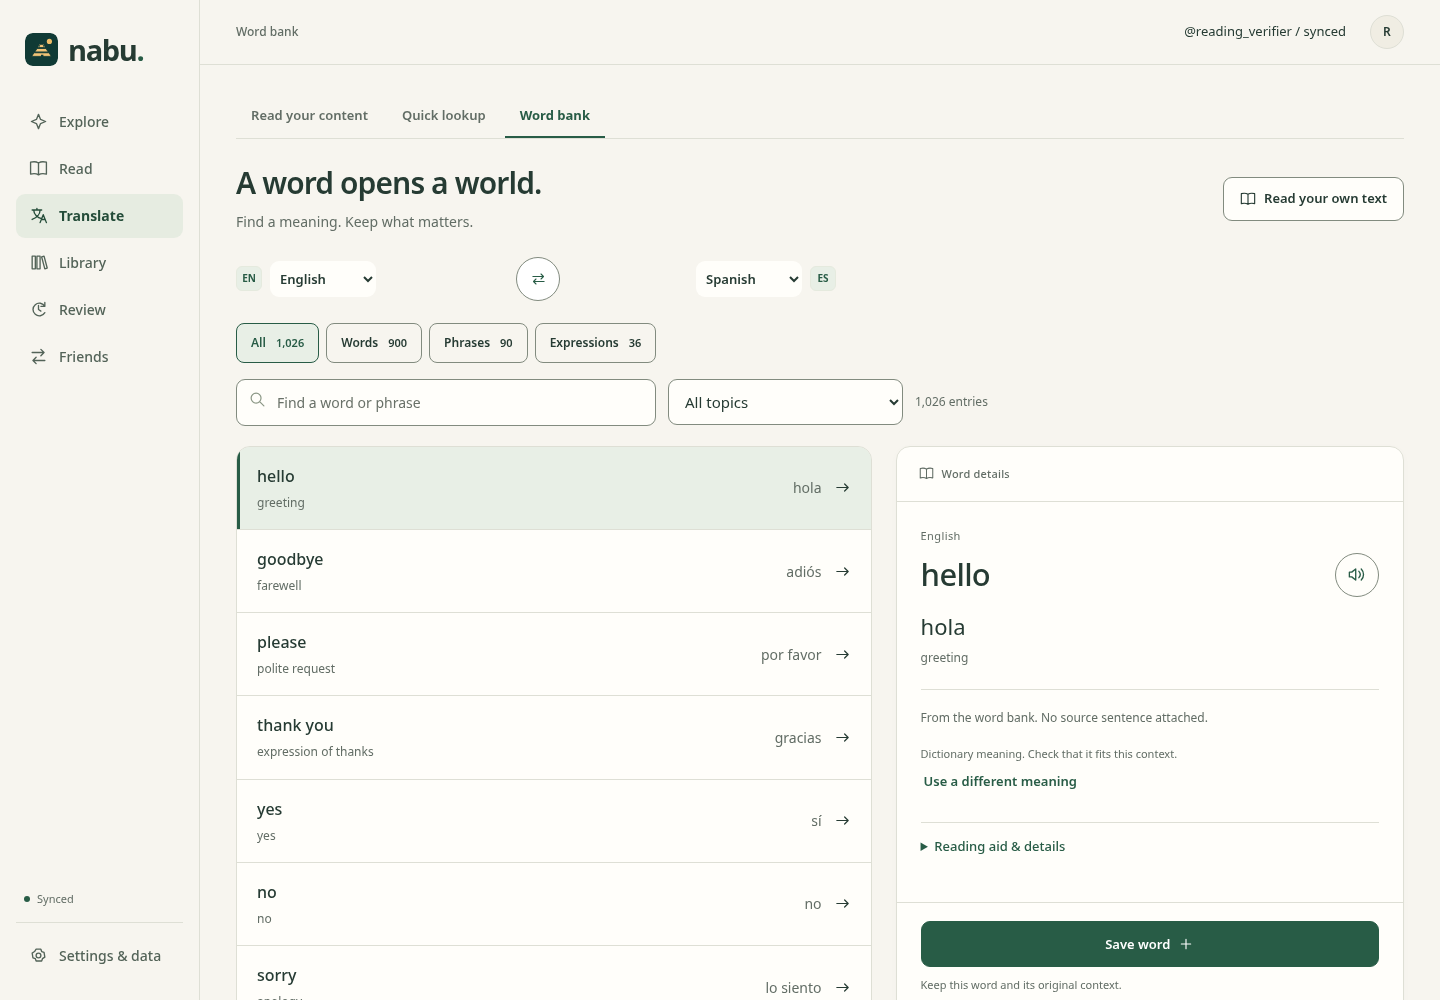 nabu.
Word bank
@reading_verifier / synced
R
Explore
Read
Translate
Library
Review
Friends
Synced
Settings & data
Read your content
Quick lookup
Word bank
A word opens a world.
Find a meaning. Keep what matters.
Read your own text
EN
English
Spanish
ES
All 1,026
Words 900
Phrases 90
Expressions 36
Find a word or phrase
All topics
1,026 entries
hello
greeting
hola
goodbye
farewell
adiós
please
polite request
por favor
thank you
expression of thanks
gracias
yes
yes
sí
no
no
no
sorry
lo siento
Word details
English
hello
hola
greeting
From the word bank. No source sentence attached.
Dictionary meaning. Check that it fits this context.
Use a different meaning
Reading aid & details
Save word
Keep this word and its original context.